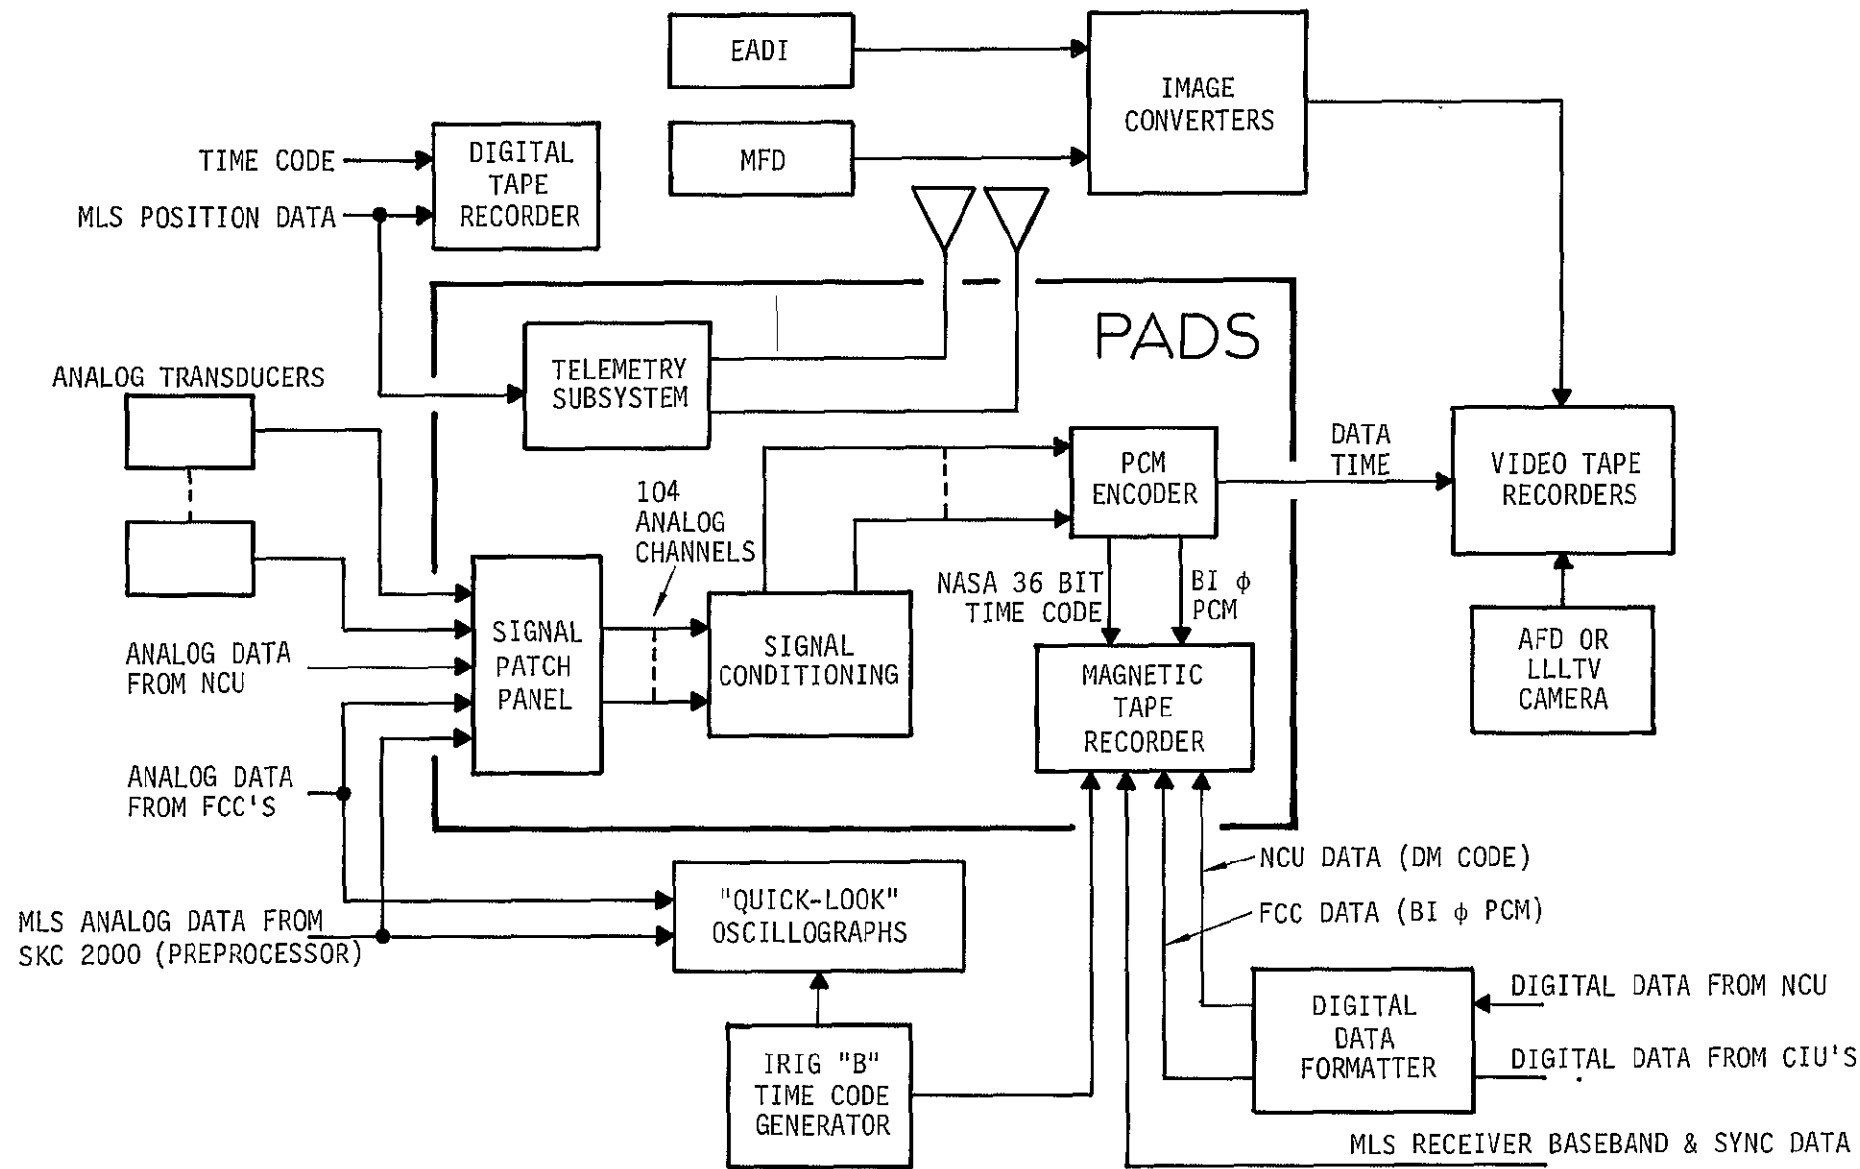 EADI
IMAGE
CONVERTERS
MFD
TIME CODE
DIGITAL
TAPE
RECORDER
MLS POSITION DATA
PADS
TELEMETRY
SUBSYSTEM
ANALOG TRANSDUCERS
104
ANALOG
CHANNELS
PCM
ENCODER
DATA
TIME
VIDEO TAPE
RECORDERS
NASA 36 BIT
TIME CODE
BI ϕ
PCM
SIGNAL
PATCH
PANEL
SIGNAL
CONDITIONING
ANALOG DATA
FROM NCU
MAGNETIC
TAPE
RECORDER
AFD OR
LLLTV
CAMERA
ANALOG DATA
FROM FCC'S
NCU DATA (DM CODE)
FCC DATA (BI ϕ PCM)
"QUICK-LOOK"
OSCILLOGRAPHS
MLS ANALOG DATA FROM
SKC 2000 (PREPROCESSOR)
DIGITAL
DATA
FORMATTER
DIGITAL DATA FROM NCU
DIGITAL DATA FROM CIU'S
IRIG "B"
TIME CODE
GENERATOR
MLS RECEIVER BASEBAND & SYNC DATA